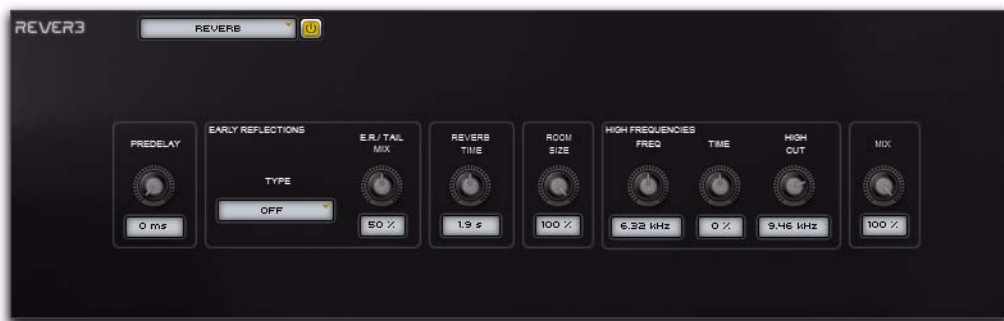 REVERB
REVERB
PREDELAY
0 ms
EARLY REFLECTIONS
TYPE
OFF
E.R./ TAIL
MIX
50 %
REVERB
TIME
1.9 s
ROOM
SIZE
100 %
HIGH FREQUENCIES
FREQ
6.32 kHz
TIME
0 %
HIGH
CUT
9.46 kHz
MIX
100 %